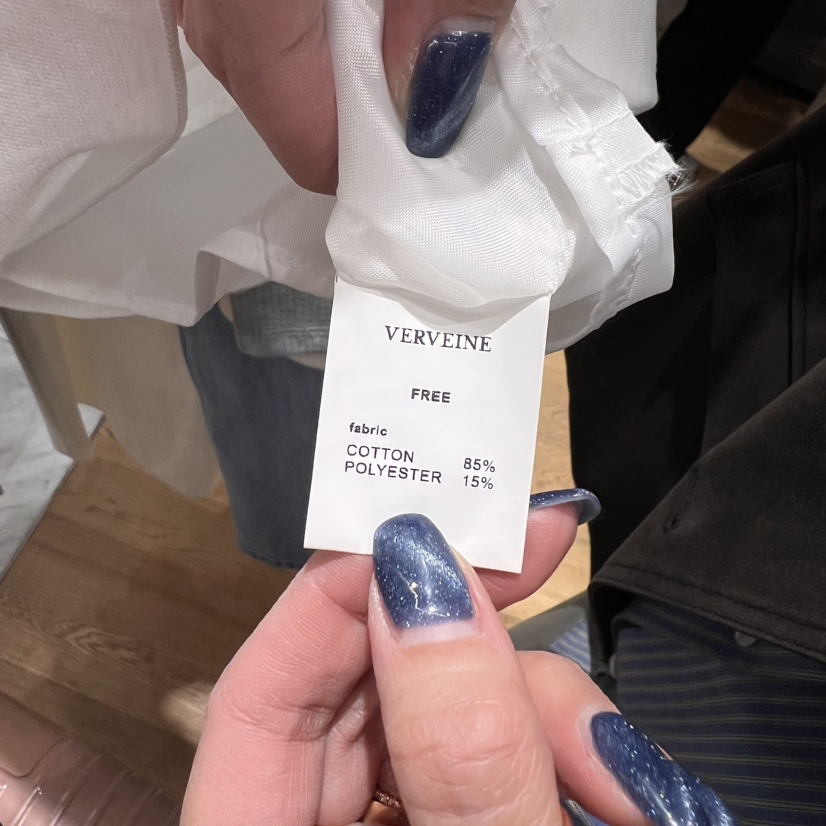 VERVEINE
FREE
fabric
COTTON 85%
POLYESTER 15%